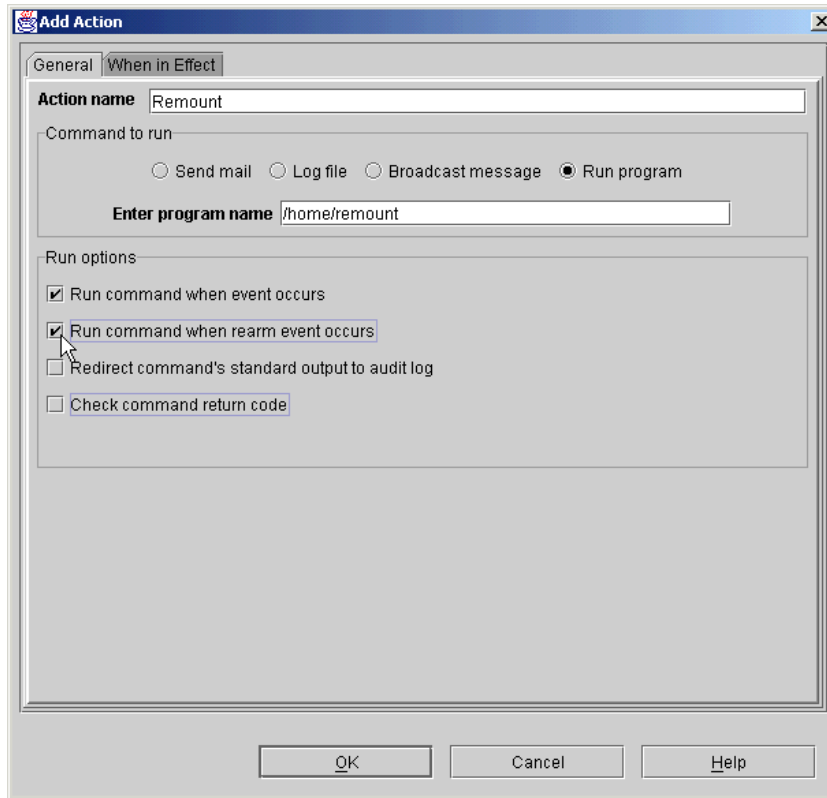 Add Action
General When in Effect
Action name Remount
Command to run
Send mail Log file Broadcast message Run program
Enter program name /home/remount
Run options
Run command when event occurs
Run command when rearm event occurs
Redirect command's standard output to audit log
Check command return code
OK Cancel Help